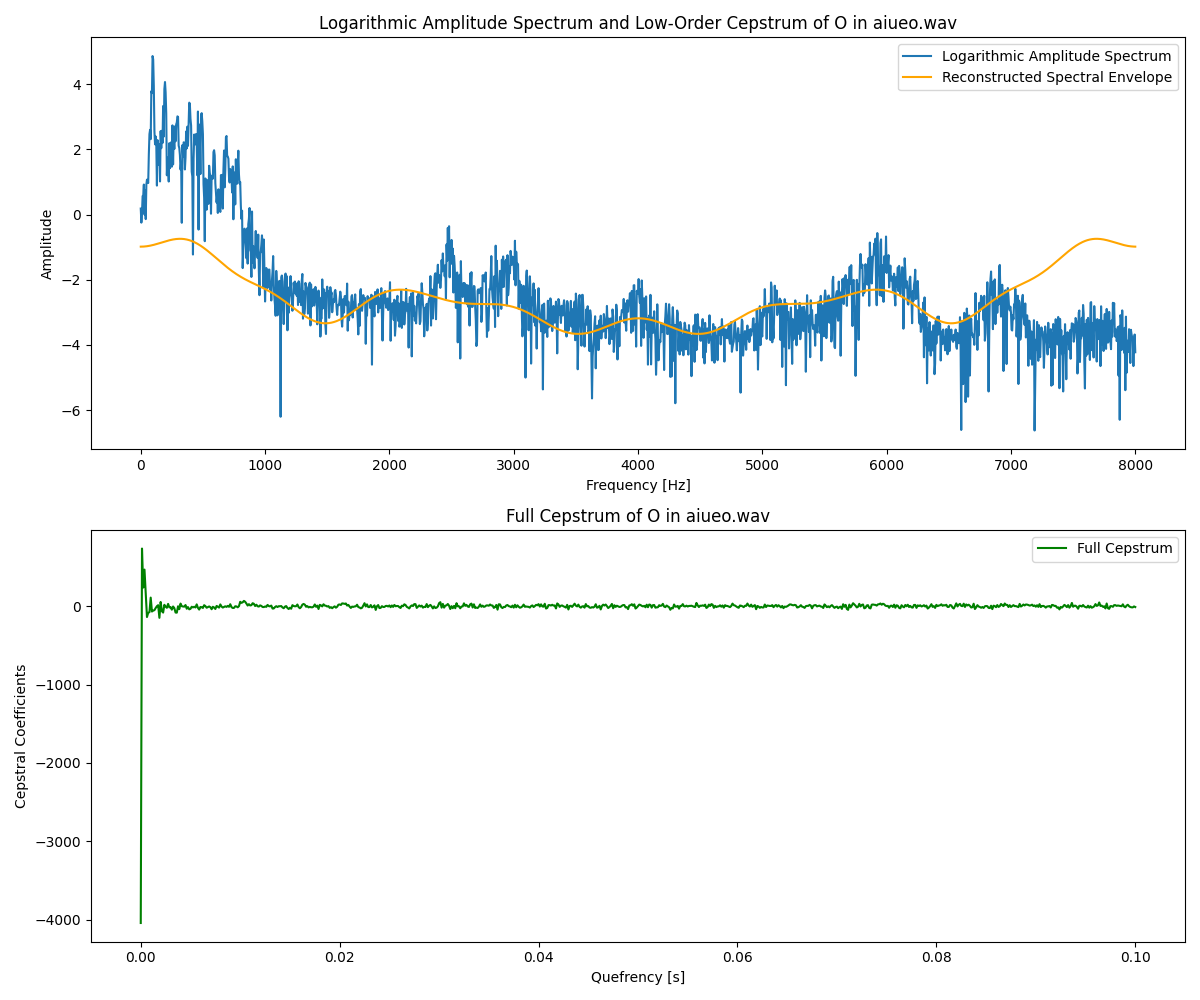 Logarithmic Amplitude Spectrum and Low-Order Cepstrum of O in aiueo.wav
Logarithmic Amplitude Spectrum
Reconstructed Spectral Envelope
Amplitude
4
2
0
−2
−4
−6
0 1000 2000 3000 4000 5000 6000 7000 8000
Frequency [Hz]
Full Cepstrum of O in aiueo.wav
Full Cepstrum
Cepstral Coefficients
0
−1000
−2000
−3000
−4000
0.00 0.02 0.04 0.06 0.08 0.10
Quefrency [s]